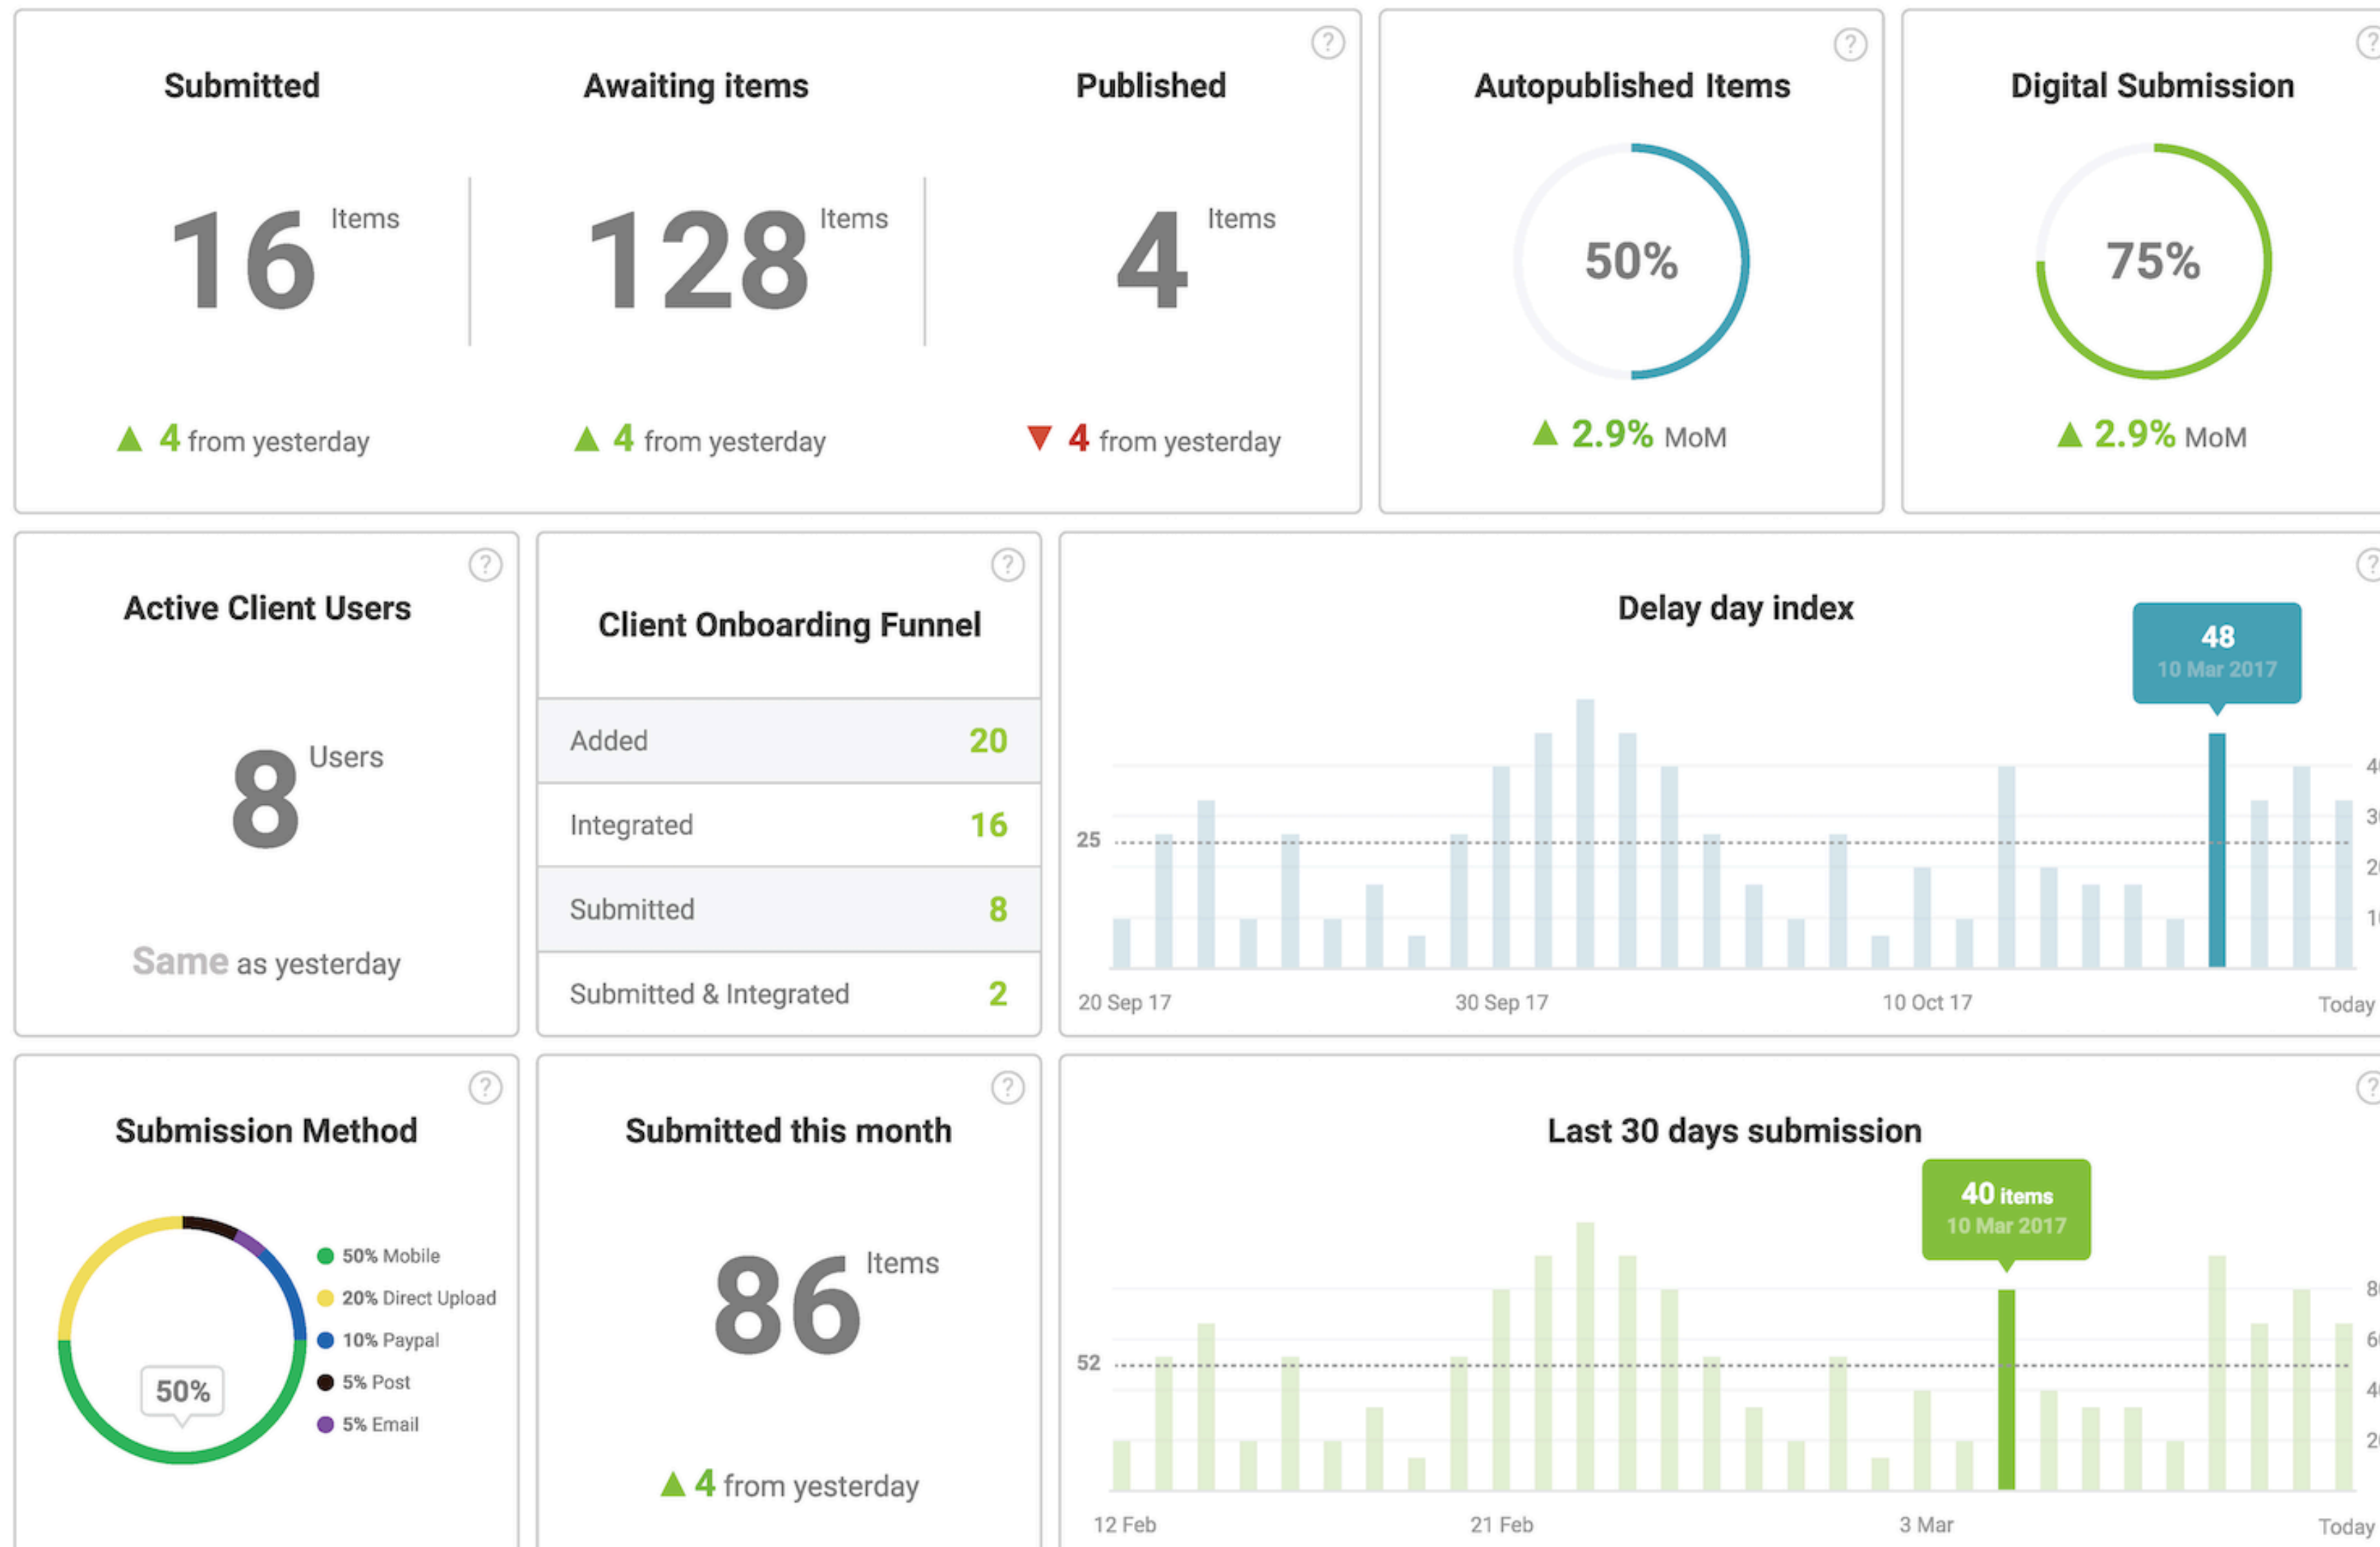 Submitted
Awaiting items
Published
16 Items
128 Items
4 Items
▲ 4 from yesterday
▲ 4 from yesterday
▼ 4 from yesterday
?
Autopublished Items
50%
▲ 2.9% MoM
?
Digital Submission
75%
▲ 2.9% MoM
?
Active Client Users
8 Users
Same as yesterday
?
Client Onboarding Funnel
Added 20
Integrated 16
Submitted 8
Submitted & Integrated 2
?
Delay day index
48
10 Mar 2017
25
20 Sep 17
30 Sep 17
10 Oct 17
Today
?
Submission Method
50% Mobile
20% Direct Upload
10% Paypal
5% Post
5% Email
50%
?
Submitted this month
86 Items
▲ 4 from yesterday
?
Last 30 days submission
40 items
10 Mar 2017
52
12 Feb
21 Feb
3 Mar
Today